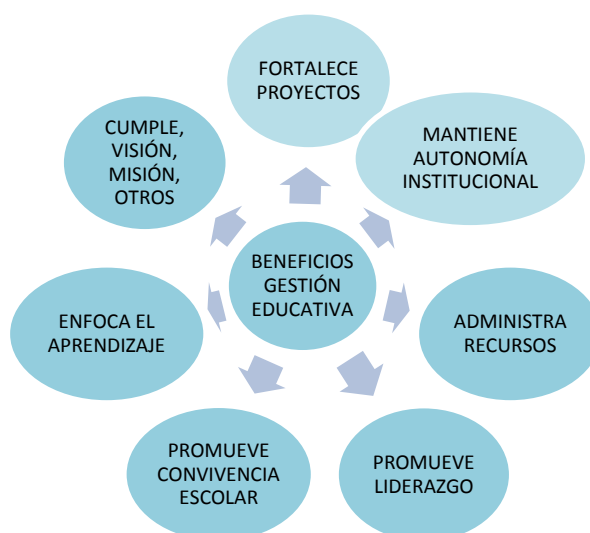 FORTALECE
PROYECTOS
MANTIENE
AUTONOMÍA
INSTITUCIONAL
CUMPLE,
VISIÓN,
MISIÓN,
OTROS
BENEFICIOS
GESTIÓN
EDUCATIVA
ENFOCA EL
APRENDIZAJE
ADMINISTRA
RECURSOS
PROMUEVE
CONVIVENCIA
ESCOLAR
PROMUEVE
LIDERAZGO